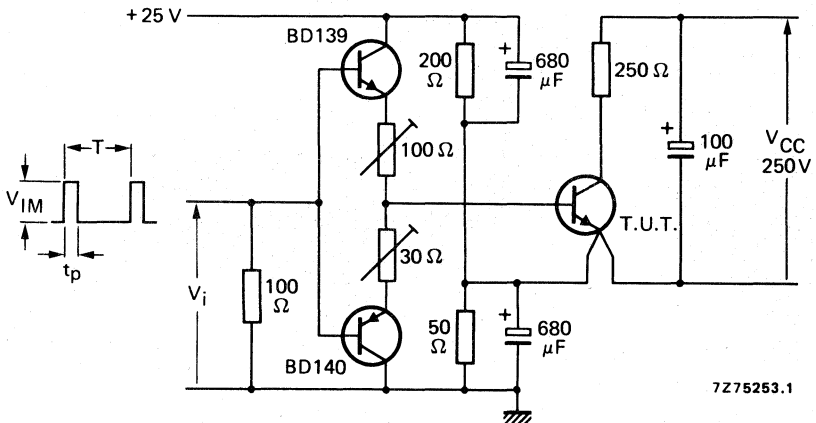 +25 V
BD139
200
Ω
+
680
μF
250 Ω
T
V_IM
t_p
100 Ω
+
100
μF
V_CC
250 V
T.U.T.
V_i
100
Ω
30 Ω
BD140
50
Ω
+
680
μF
7Z75253.1